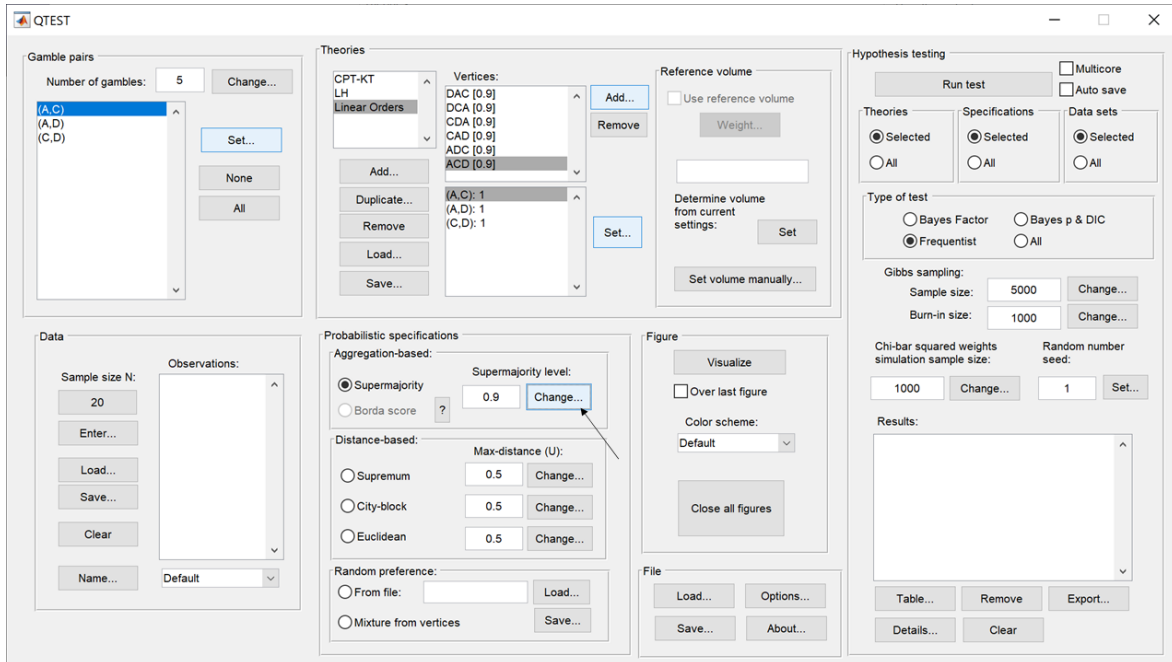 QTEST
Gamble pairs
Number of gambles: 5 Change...
(A,C)
(A,D)
(C,D)
Set...
None
All
Theories
CPT-KT
LH
Linear Orders
Add...
Duplicate...
Remove
Load...
Save...
Vertices:
DAC [0.9]
DCA [0.9]
CDA [0.9]
CAD [0.9]
ADC [0.9]
ACD [0.9]
Add...
Remove
(A,C): 1
(A,D): 1
(C,D): 1
Set...
Reference volume
Use reference volume
Weight...
Determine volume
from current
settings:
Set
Set volume manually...
Hypothesis testing
Run test
Multicore
Auto save
Theories
Selected
All
Specifications
Selected
All
Data sets
Selected
All
Type of test
Bayes Factor Bayes p & DIC
Frequentist All
Gibbs sampling:
Sample size: 5000 Change...
Burn-in size: 1000 Change...
Chi-bar squared weights
simulation sample size:
1000 Change...
Random number
seed:
1 Set...
Results:
Table... Remove Export...
Details... Clear
Data
Sample size N:
20
Enter...
Load...
Save...
Clear
Name...
Observations:
Default
Probabilistic specifications
Aggregation-based:
Supermajority
Borda score ?
Supermajority level:
0.9 Change...
Distance-based:
Max-distance (U):
Supremum 0.5 Change...
City-block 0.5 Change...
Euclidean 0.5 Change...
Random preference:
From file: Load...
Mixture from vertices Save...
Figure
Visualize
Over last figure
Color scheme:
Default
Close all figures
File
Load... Options...
Save... About...